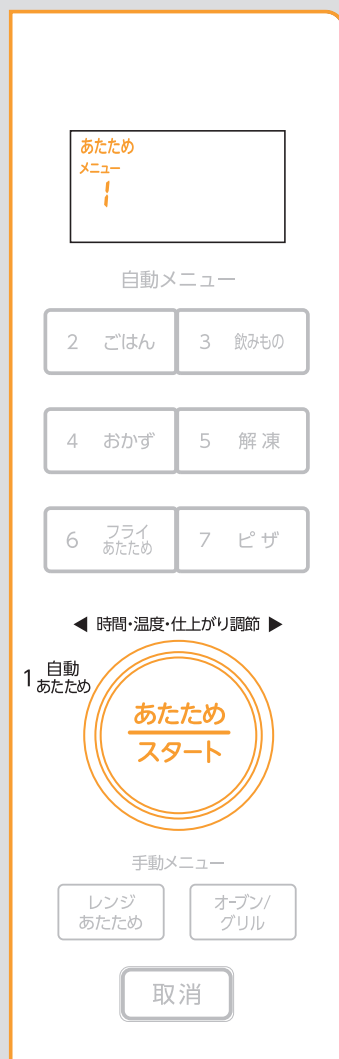 あたため
メニュー
1
自動メニュー
2 ごはん
3 飲みもの
4 おかず
5 解凍
6 フライ
あたため
7 ピザ
◀ 時間・温度・仕上がり調節 ▶
1 自動
あたため
あたため
スタート
手動メニュー
レンジ
あたため
オーブン/
グリル
取消